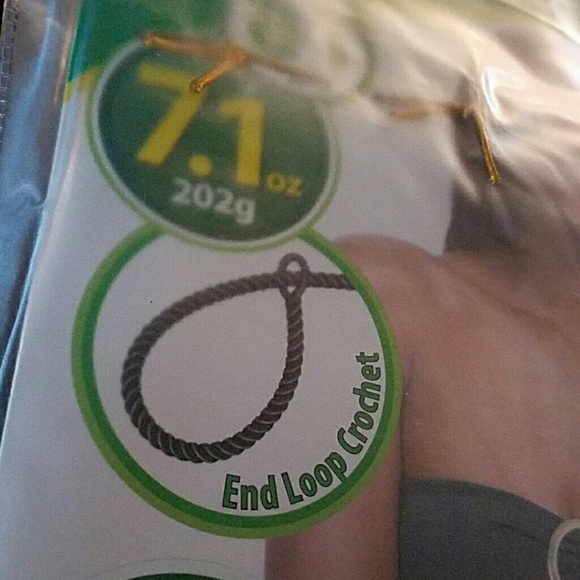 7.1 oz
202g
End Loop Crochet